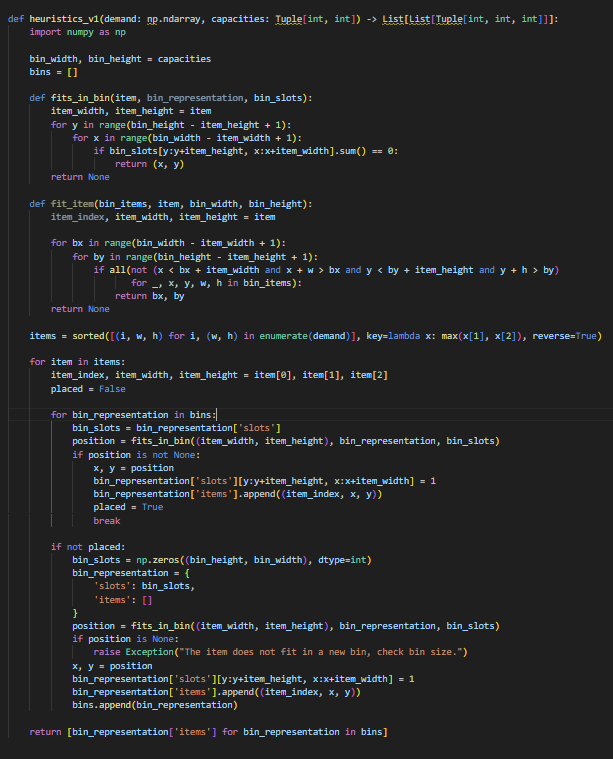 def heuristics_v1(demand: np.ndarray, capacities: Tuple[int, int]) -> List[List[Tuple[int, int, int]]]:
    import numpy as np

    bin_width, bin_height = capacities
    bins = []

    def fits_in_bin(item, bin_representation, bin_slots):
        item_width, item_height = item
        for y in range(bin_height - item_height + 1):
            for x in range(bin_width - item_width + 1):
                if bin_slots[y:y+item_height, x:x+item_width].sum() == 0:
                    return (x, y)
        return None

    def fit_item(bin_items, item, bin_width, bin_height):
        item_index, item_width, item_height = item

        for bx in range(bin_width - item_width + 1):
            for by in range(bin_height - item_height + 1):
                if all(not (x < bx + item_width and x + w > bx and y < by + item_height and y + h > by)
                       for _, x, y, w, h in bin_items):
                    return bx, by
        return None

    items = sorted([(i, w, h) for i, (w, h) in enumerate(demand)], key=lambda x: max(x[1], x[2]), reverse=True)

    for item in items:
        item_index, item_width, item_height = item[0], item[1], item[2]
        placed = False

        for bin_representation in bins:
            bin_slots = bin_representation['slots']
            position = fits_in_bin((item_width, item_height), bin_representation, bin_slots)
            if position is not None:
                x, y = position
                bin_representation['slots'][y:y+item_height, x:x+item_width] = 1
                bin_representation['items'].append((item_index, x, y))
                placed = True
                break

        if not placed:
            bin_slots = np.zeros((bin_height, bin_width), dtype=int)
            bin_representation = {
                'slots': bin_slots,
                'items': []
            }
            position = fits_in_bin((item_width, item_height), bin_representation, bin_slots)
            if position is None:
                raise Exception("The item does not fit in a new bin, check bin size.")
            x, y = position
            bin_representation['slots'][y:y+item_height, x:x+item_width] = 1
            bin_representation['items'].append((item_index, x, y))
            bins.append(bin_representation)

    return [bin_representation['items'] for bin_representation in bins]